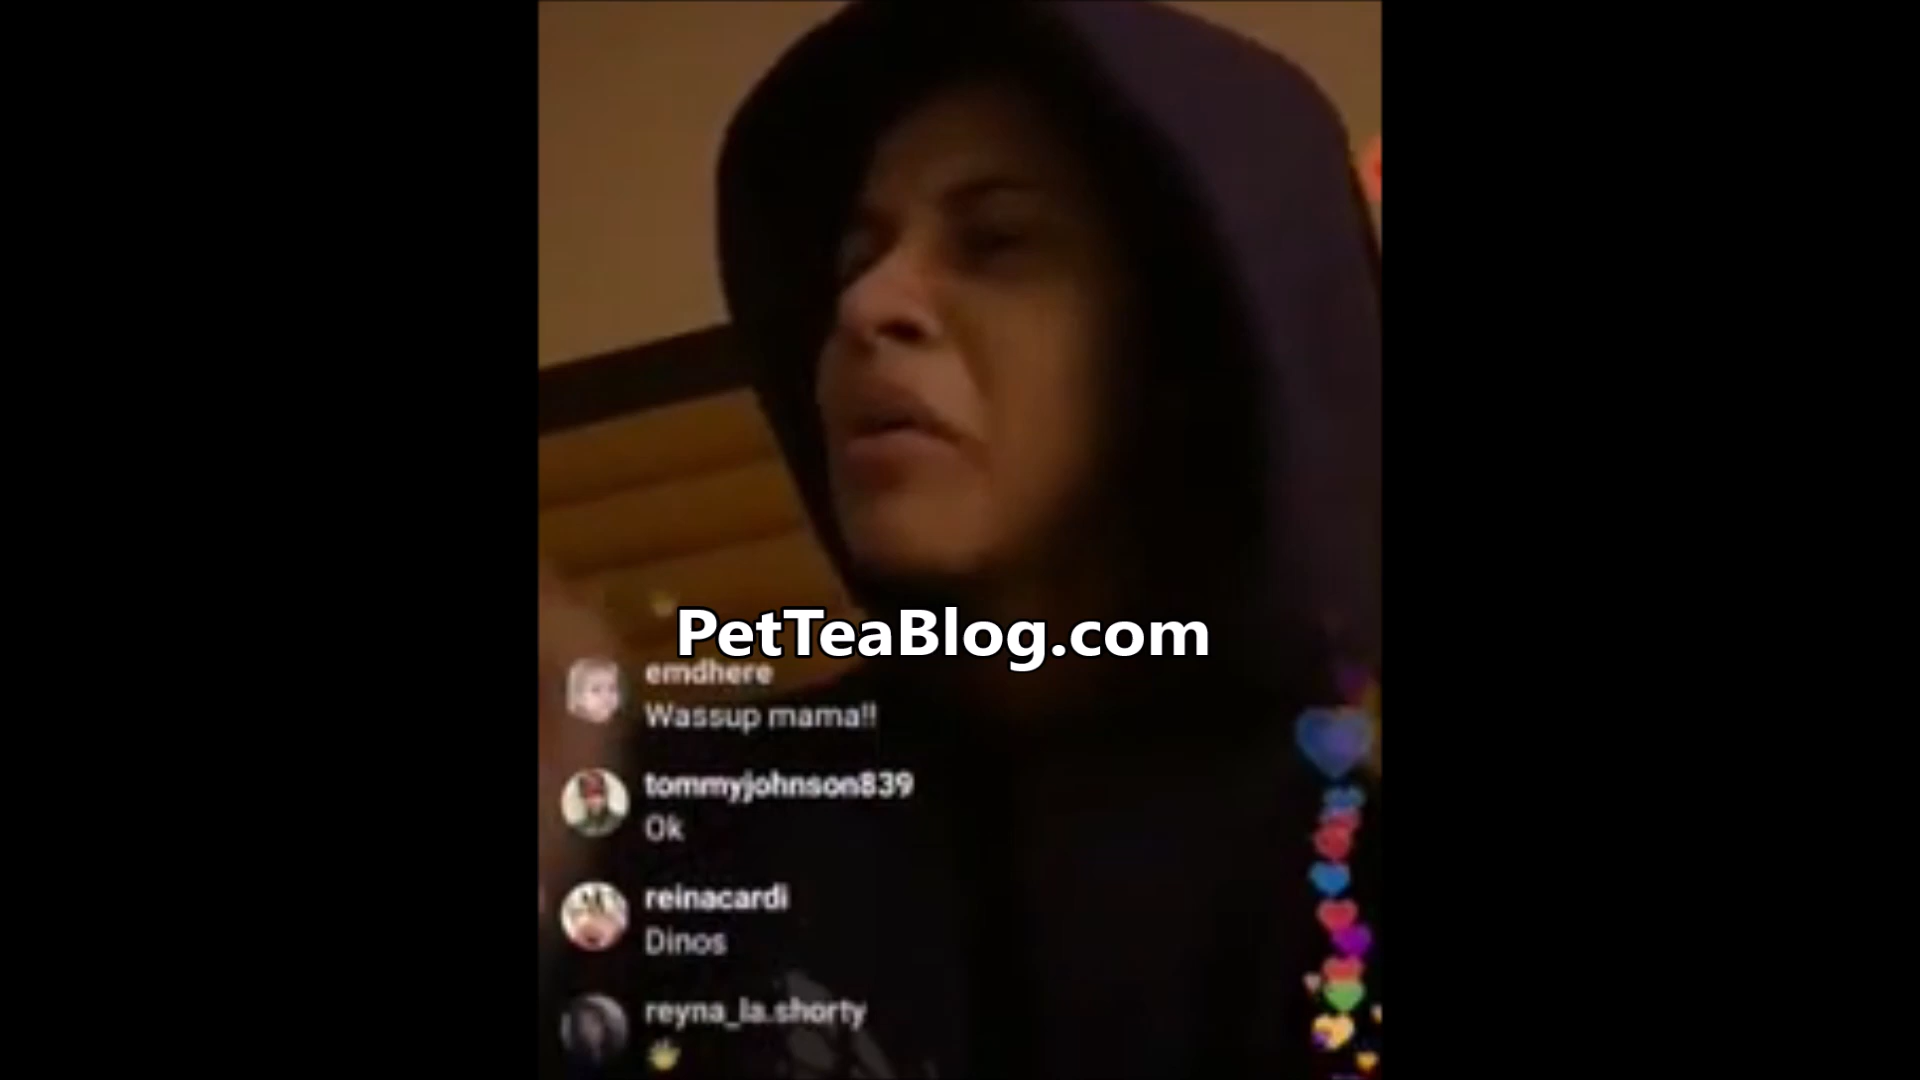 PetTeaBlog.com
emdhere
Wassup mama!!
tommyjohnson839
Ok
reinacardi
Dinos
reyna_la.shorty